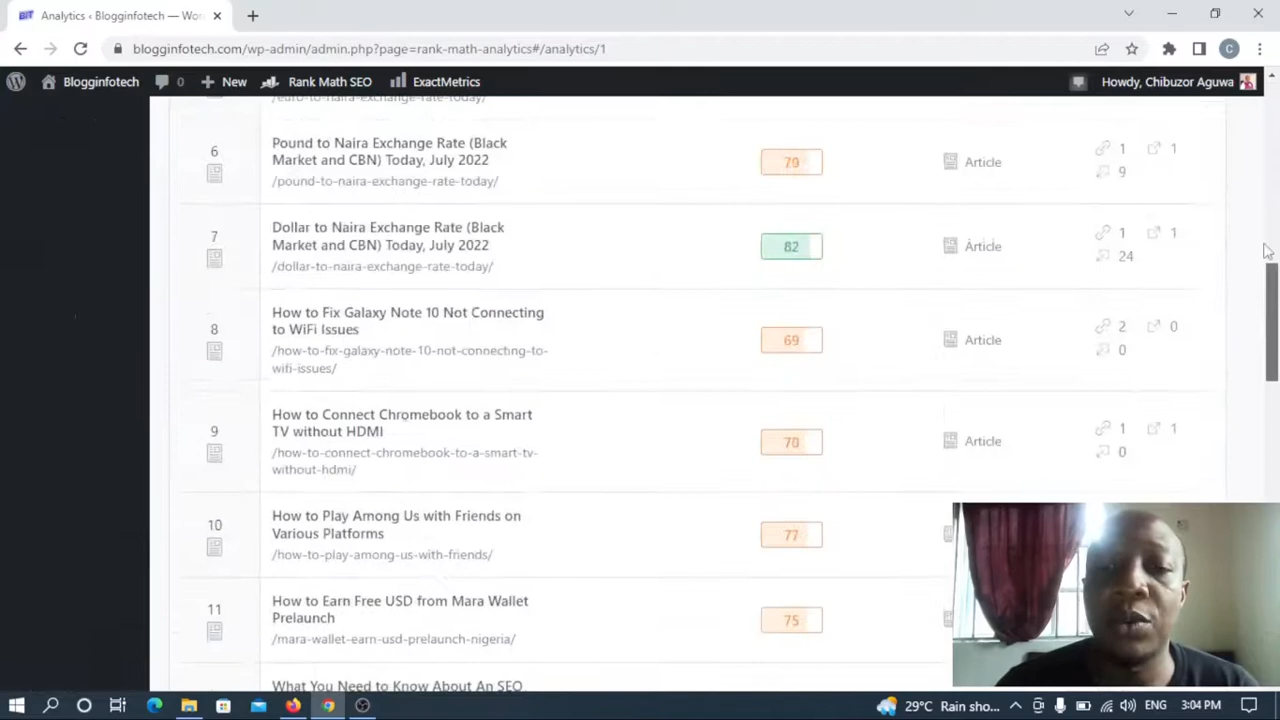 BIT Analytics ‹ Blogginfotech — Wor
blogginfotech.com/wp-admin/admin.php?page=rank-math-analytics#/analytics/1
C
Blogginfotech 0 New Rank Math SEO ExactMetrics Howdy, Chibuzor Aguwa
/euro-to-naira-exchange-rate-today/
6
Pound to Naira Exchange Rate (Black
Market and CBN) Today, July 2022
/pound-to-naira-exchange-rate-today/
79
Article
1 1
9
7
Dollar to Naira Exchange Rate (Black
Market and CBN) Today, July 2022
/dollar-to-naira-exchange-rate-today/
82
Article
1 1
24
8
How to Fix Galaxy Note 10 Not Connecting
to WiFi Issues
/how-to-fix-galaxy-note-10-not-connecting-to-
wifi-issues/
69
Article
2 0
0
9
How to Connect Chromebook to a Smart
TV without HDMI
/how-to-connect-chromebook-to-a-smart-tv-
without-hdmi/
70
Article
1 1
0
10
How to Play Among Us with Friends on
Various Platforms
/how-to-play-among-us-with-friends/
77
11
How to Earn Free USD from Mara Wallet
Prelaunch
/mara-wallet-earn-usd-prelaunch-nigeria/
75
What You Need to Know About An SEO
29°C Rain sho... ENG 3:04 PM